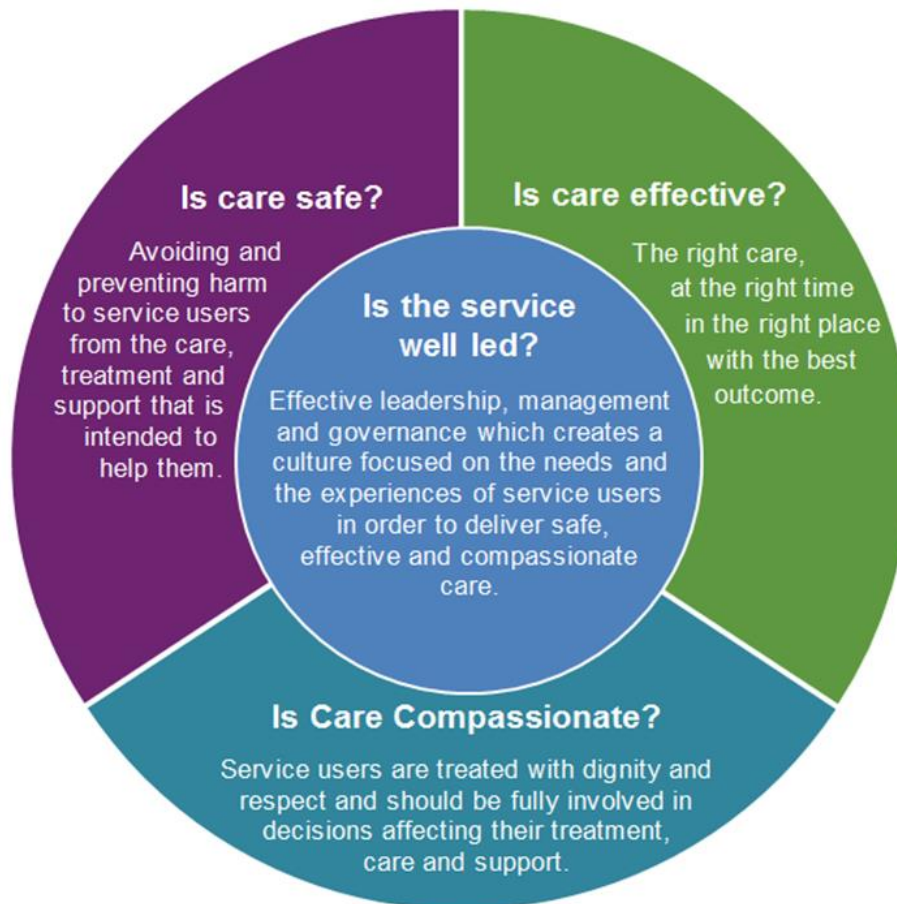 Is care safe?
Avoiding and
preventing harm
to service users
from the care,
treatment and
support that is
intended to
help them.
Is care effective?
The right care,
at the right time
in the right place
with the best
outcome.
Is the service
well led?
Effective leadership, management
and governance which creates a
culture focused on the needs and
the experiences of service users
in order to deliver safe,
effective and compassionate
care.
Is Care Compassionate?
Service users are treated with dignity and
respect and should be fully involved in
decisions affecting their treatment,
care and support.